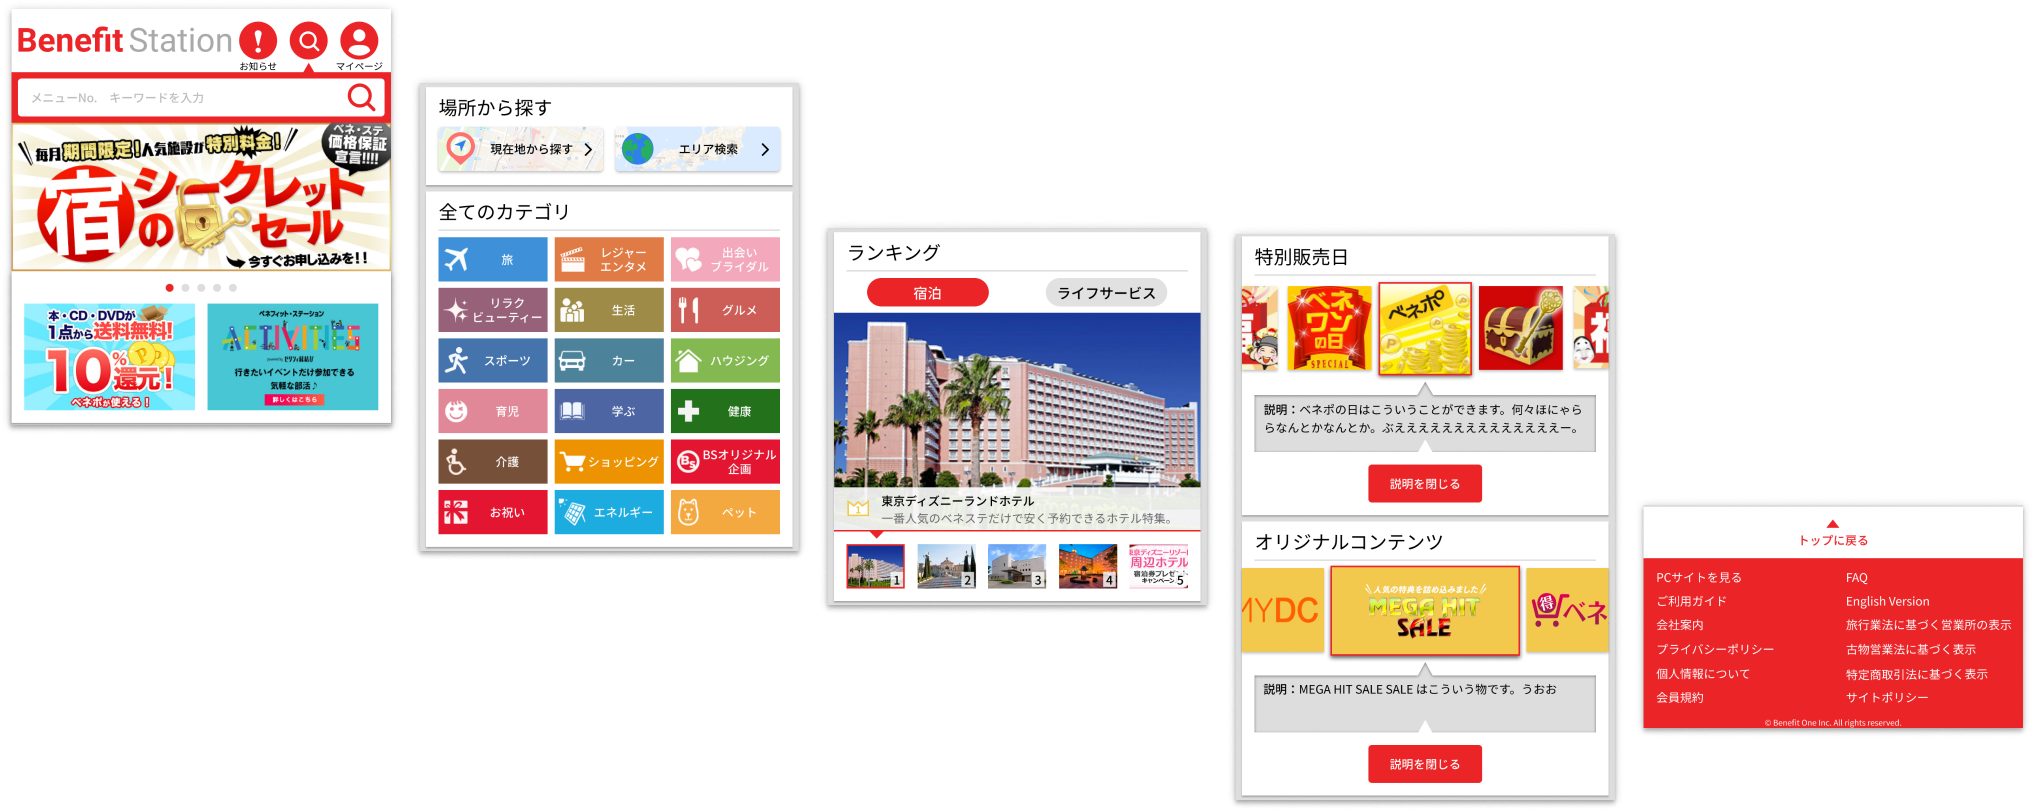 Benefit Station
お知らせ
マイページ
メニューNo. キーワードを入力
毎月期間限定!人気施設が特別料金!
ベネ・ステ
価格保証
宣言!!!!
宿のシークレットセール
今すぐお申し込みを!!
本・CD・DVDが
1点から送料無料!
10%還元!
ベネポが使える!
ベネフィット・ステーション
ACTIVITIES
行きたいイベントだけ参加できる
気軽な部活♪
詳しくはこちら
場所から探す
現在地から探す
エリア検索
全てのカテゴリ
旅
レジャー
エンタメ
出会い
ブライダル
リラク
ビューティー
生活
グルメ
スポーツ
カー
ハウジング
育児
学ぶ
健康
介護
ショッピング
Bs
BSオリジナル
企画
お祝い
エネルギー
ペット
ランキング
宿泊
ライフサービス
1
東京ディズニーランドホテル
一番人気のベネステだけで安く予約できるホテル特集。
1
2
3
4
東京ディズニーリゾート
周辺ホテル
宿泊券プレゼント
キャンペーン
5
特別販売日
ベネ
ワン
の日
SPECIAL
ベネポ
説明：ベネポの日はこういうことができます。何々ほにゃら
らなんとかなんとか。ぶええええええええええええええー。
説明を閉じる
オリジナルコンテンツ
MYDC
人気の特典を詰め込みました
MEGA HIT
SALE
得
ベネ
説明：MEGA HIT SALE SALE はこういう物です。うおお
説明を閉じる
トップに戻る
PCサイトを見る
ご利用ガイド
会社案内
プライバシーポリシー
個人情報について
会員規約
FAQ
English Version
旅行業法に基づく営業所の表示
古物営業法に基づく表示
特定商取引法に基づく表示
サイトポリシー
© Benefit One Inc. All rights reserved.